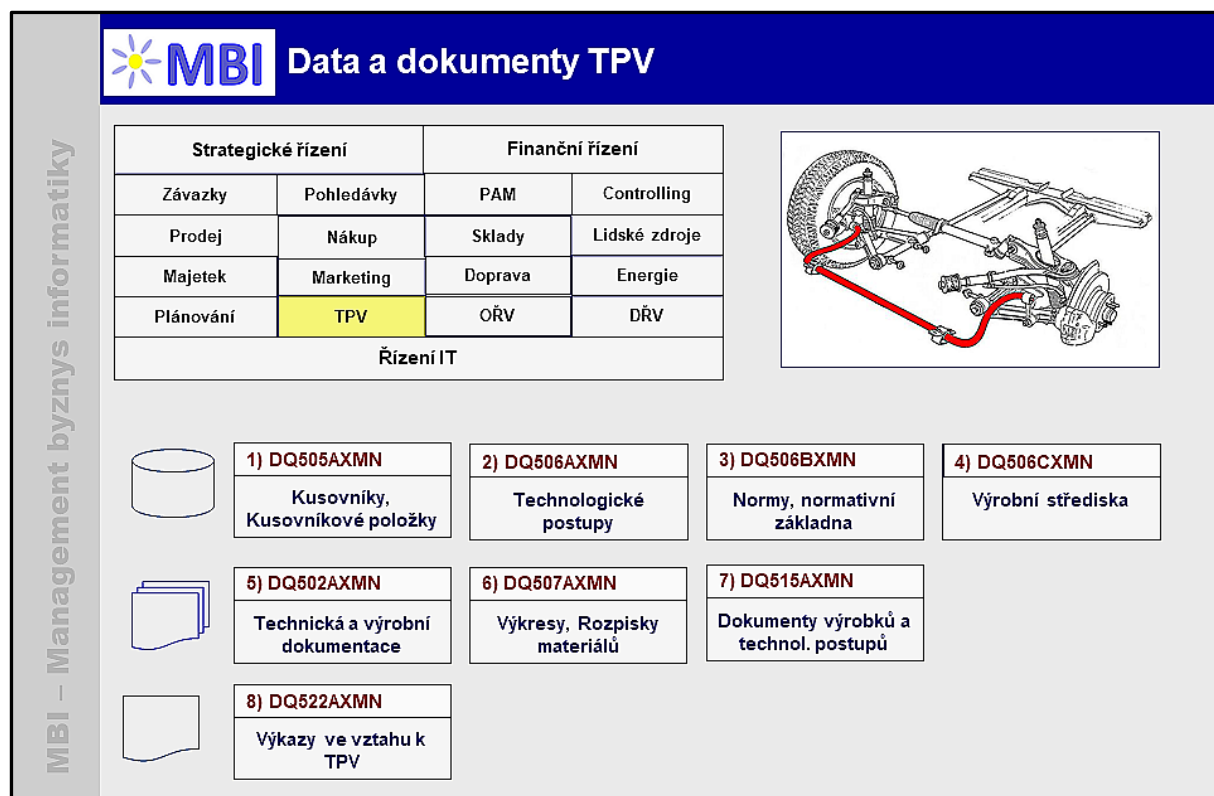 MBI – Management byznys informatiky
MBI
Data a dokumenty TPV
Strategické řízení
Finanční řízení
Závazky
Pohledávky
PAM
Controlling
Prodej
Nákup
Sklady
Lidské zdroje
Majetek
Marketing
Doprava
Energie
Plánování
TPV
OŘV
DŘV
Řízení IT
1) DQ505AXMN
Kusovníky,
Kusovníkové položky
2) DQ506AXMN
Technologické
postupy
3) DQ506BXMN
Normy, normativní
základna
4) DQ506CXMN
Výrobní střediska
5) DQ502AXMN
Technická a výrobní
dokumentace
6) DQ507AXMN
Výkresy, Rozpisky
materiálů
7) DQ515AXMN
Dokumenty výrobků a
technol. postupů
8) DQ522AXMN
Výkazy ve vztahu k
TPV